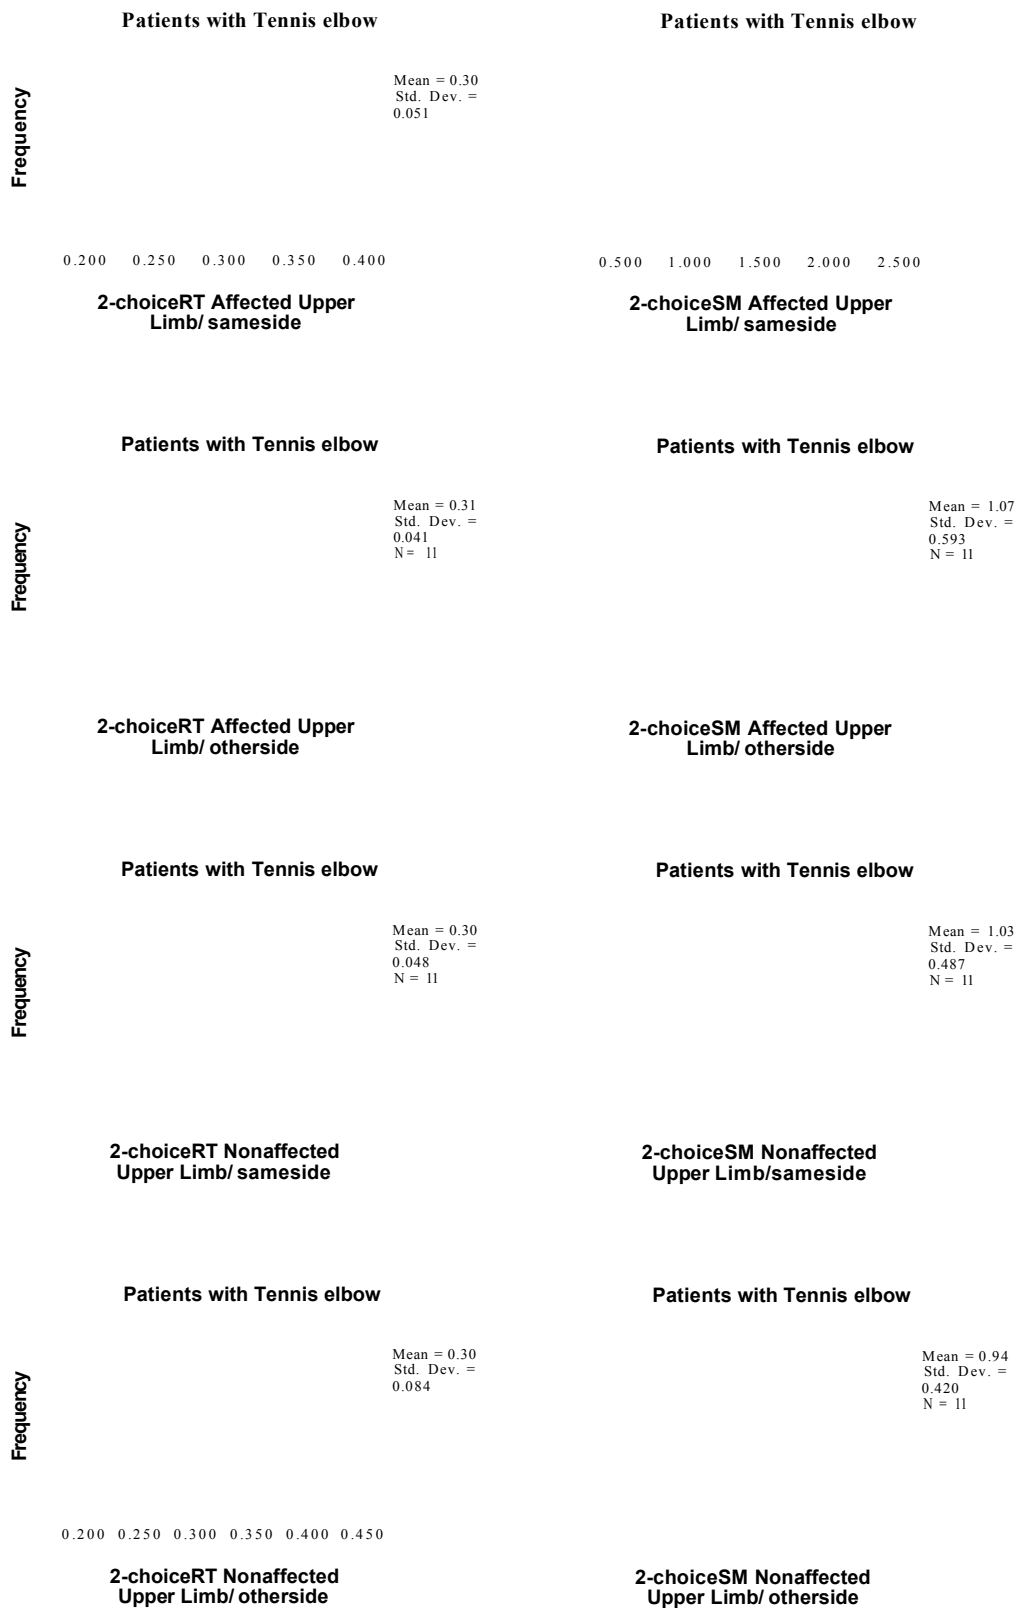 Patients with Tennis elbow
Frequency
Mean = 0.30
Std. Dev. =
0.051
0.200 0.250 0.300 0.350 0.400
2-choiceRT Affected Upper
Limb/ sameside
Patients with Tennis elbow
0.500 1.000 1.500 2.000 2.500
2-choiceSM Affected Upper
Limb/ sameside
Patients with Tennis elbow
Frequency
Mean = 0.31
Std. Dev. =
0.041
N = 11
2-choiceRT Affected Upper
Limb/ otherside
Patients with Tennis elbow
Mean = 1.07
Std. Dev. =
0.593
N = 11
2-choiceSM Affected Upper
Limb/ otherside
Patients with Tennis elbow
Frequency
Mean = 0.30
Std. Dev. =
0.048
N = 11
2-choiceRT Nonaffected
Upper Limb/ sameside
Patients with Tennis elbow
Mean = 1.03
Std. Dev. =
0.487
N = 11
2-choiceSM Nonaffected
Upper Limb/sameside
Patients with Tennis elbow
Frequency
Mean = 0.30
Std. Dev. =
0.084
0.200 0.250 0.300 0.350 0.400 0.450
2-choiceRT Nonaffected
Upper Limb/ otherside
Patients with Tennis elbow
Mean = 0.94
Std. Dev. =
0.420
N = 11
2-choiceSM Nonaffected
Upper Limb/ otherside